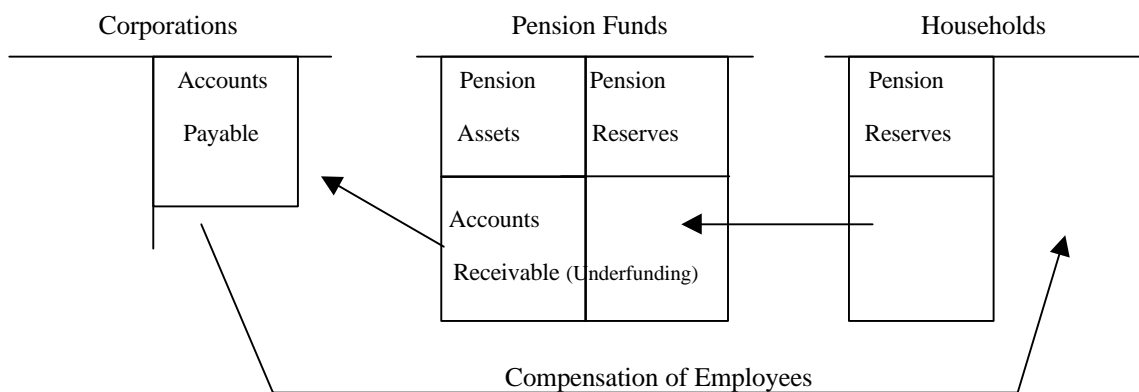 Corporations
Pension Funds
Households
Accounts
Payable
Pension
Assets
Pension
Reserves
Pension
Reserves
Accounts
Receivable (Underfunding)
Compensation of Employees